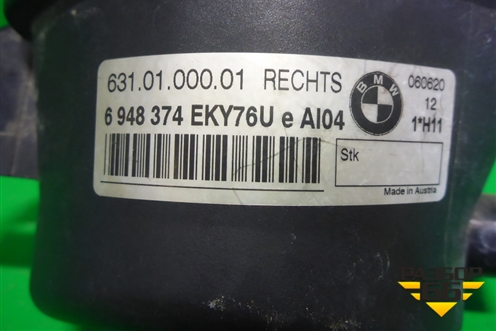 631.01.000.01 RECHTS
6 948 374 EKY76U e AI04
BMW
060620
12
1*H11
Stk
Made in Austria